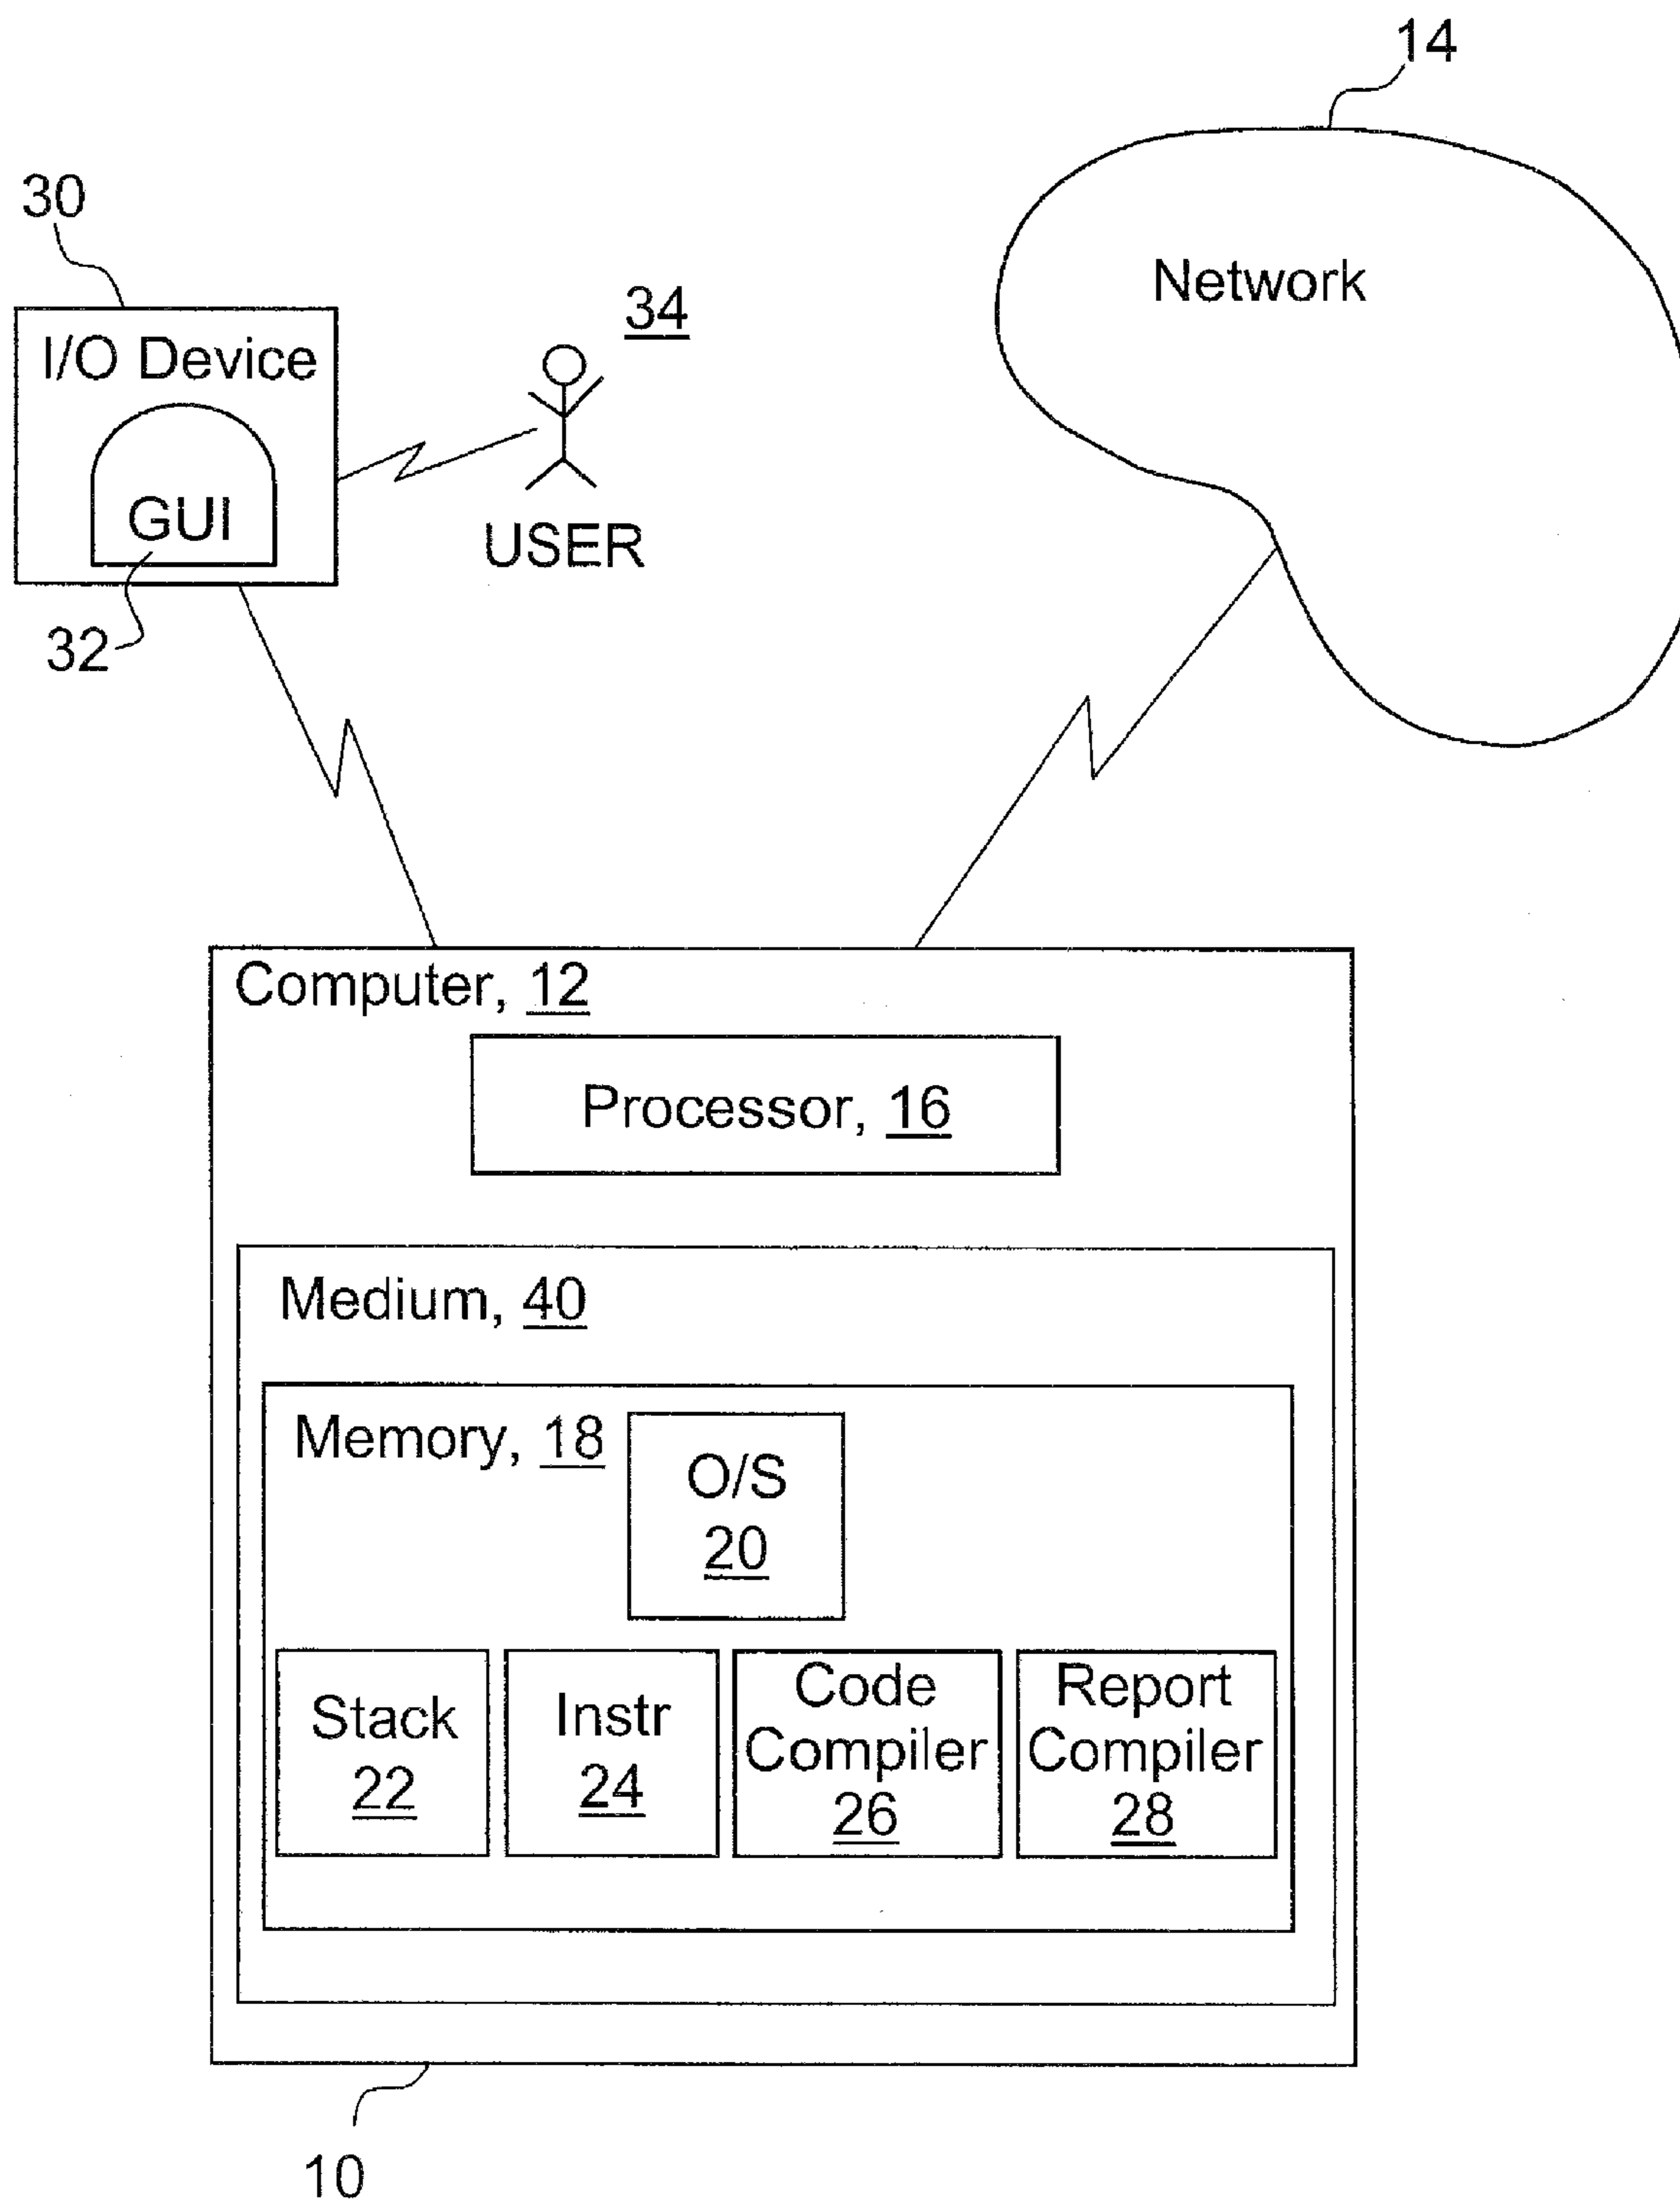 14
30
34
Network
I/O Device
GUI
USER
32
Computer, 12
Processor, 16
Medium, 40
Memory, 18
O/S
20
Stack
22
Instr
24
Code
Compiler
26
Report
Compiler
28
10